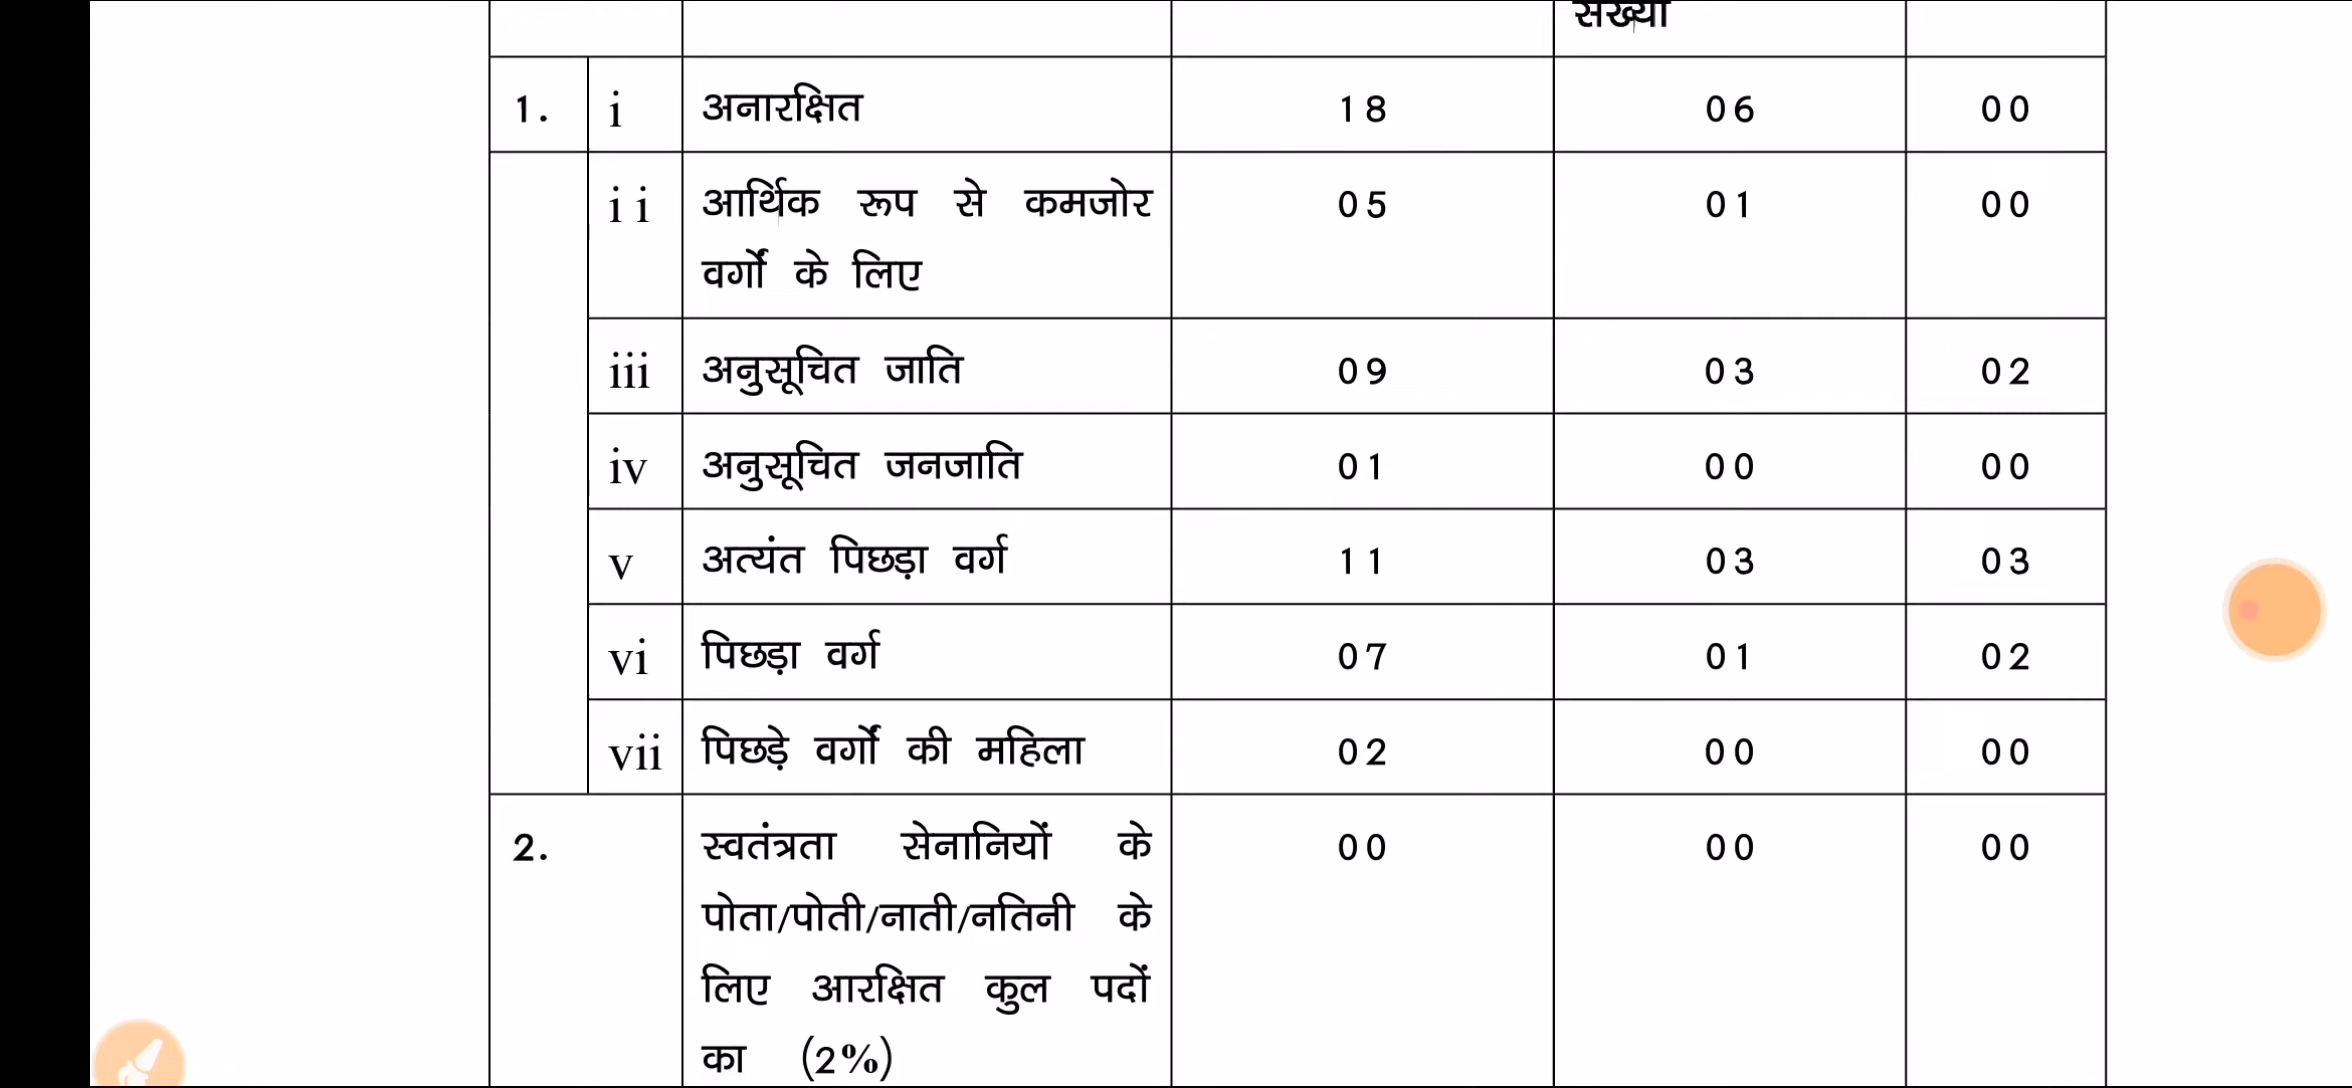 संख्या
1. i अनारक्षित 18 06 00
ii आर्थिक रूप से कमजोर 05 01 00
वर्गों के लिए
iii अनुसूचित जाति 09 03 02
iv अनुसूचित जनजाति 01 00 00
v अत्यंत पिछड़ा वर्ग 11 03 03
vi पिछड़ा वर्ग 07 01 02
vii पिछड़े वर्गों की महिला 02 00 00
2. स्वतंत्रता सेनानियों के 00 00 00
पोता/पोती/नाती/नतिनी के
लिए आरक्षित कुल पदों
का (2%)